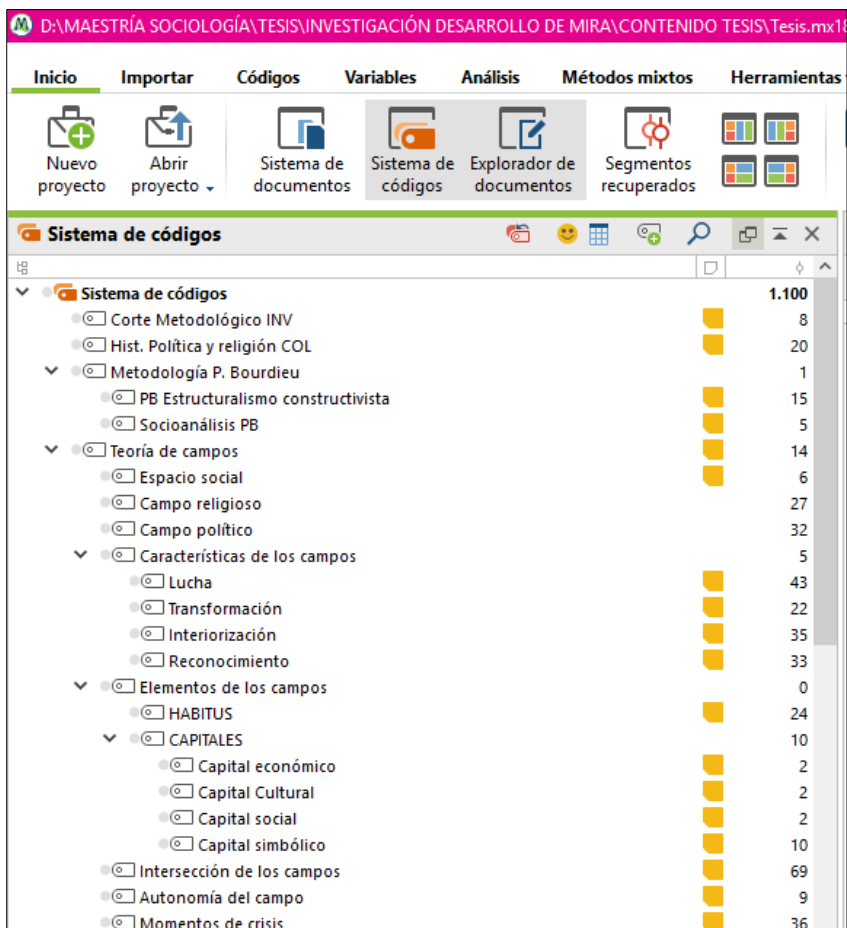 D:\MAESTRÍA SOCIOLOGÍA\TESIS\INVESTIGACIÓN DESARROLLO DE MIRA\CONTENIDO TESIS\Tesis.mx18
Inicio Importar Códigos Variables Análisis Métodos mixtos Herramientas
Nuevo proyecto
Abrir proyecto
Sistema de documentos
Sistema de códigos
Explorador de documentos
Segmentos recuperados
Sistema de códigos
Sistema de códigos 1.100
Corte Metodológico INV 8
Hist. Política y religión COL 20
Metodología P. Bourdieu 1
PB Estructuralismo constructivista 15
Socioanálisis PB 5
Teoría de campos 14
Espacio social 6
Campo religioso 27
Campo político 32
Características de los campos 5
Lucha 43
Transformación 22
Interiorización 35
Reconocimiento 33
Elementos de los campos 0
HABITUS 24
CAPITALES 10
Capital económico 2
Capital Cultural 2
Capital social 2
Capital simbólico 10
Intersección de los campos 69
Autonomía del campo 9
Momentos de crisis 36